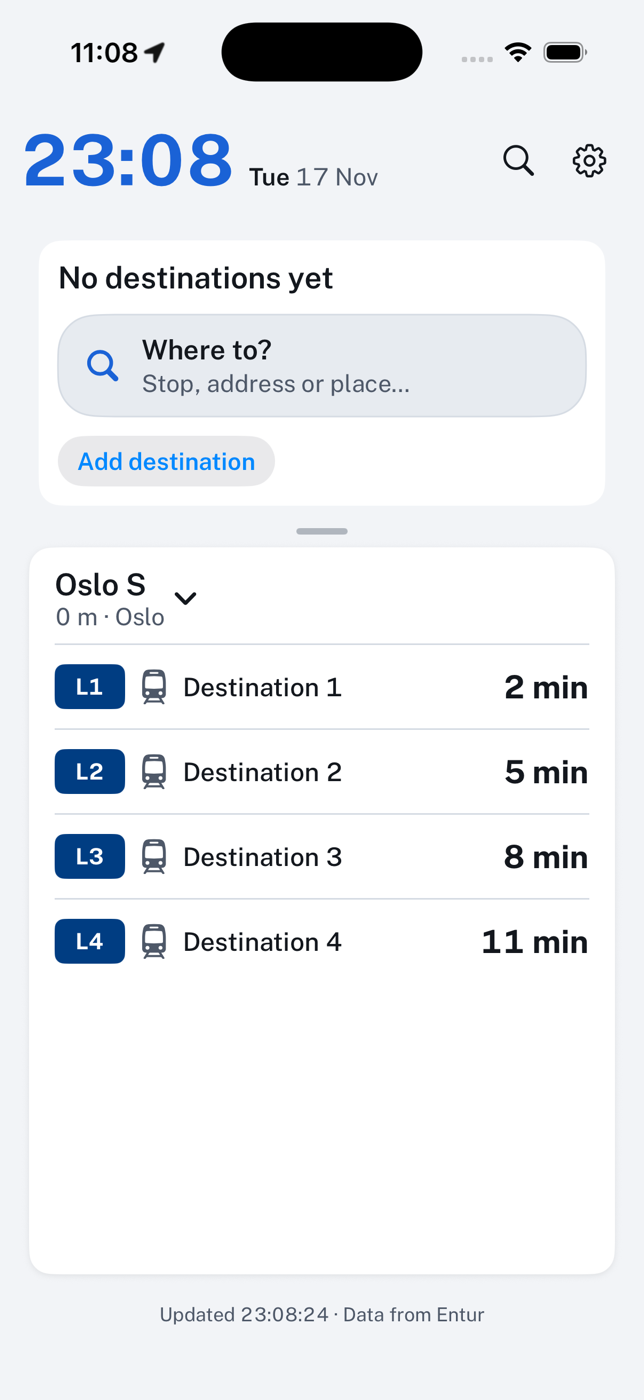 11:08
23:08 Tue 17 Nov
No destinations yet
Where to?
Stop, address or place...
Add destination
Oslo S
0 m · Oslo
L1 Destination 1 2 min
L2 Destination 2 5 min
L3 Destination 3 8 min
L4 Destination 4 11 min
Updated 23:08:24 · Data from Entur